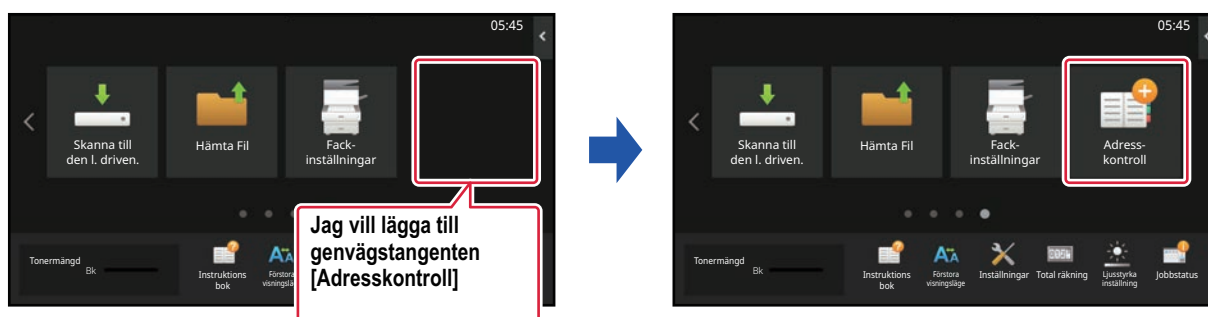 05:45
Skanna till
den l. driven.
Hämta Fil
Fack-
inställningar
Jag vill lägga till
genvägstangenten
[Adresskontroll]
Tonermängd
Bk
Instruktions
bok
Förstora
visningslä
05:45
Skanna till
den l. driven.
Hämta Fil
Fack-
inställningar
Adress-
kontroll
Tonermängd
Bk
Instruktions
bok
Förstora
visningsläge
Inställningar
Total räkning
Ljusstyrka
inställning
Jobbstatus